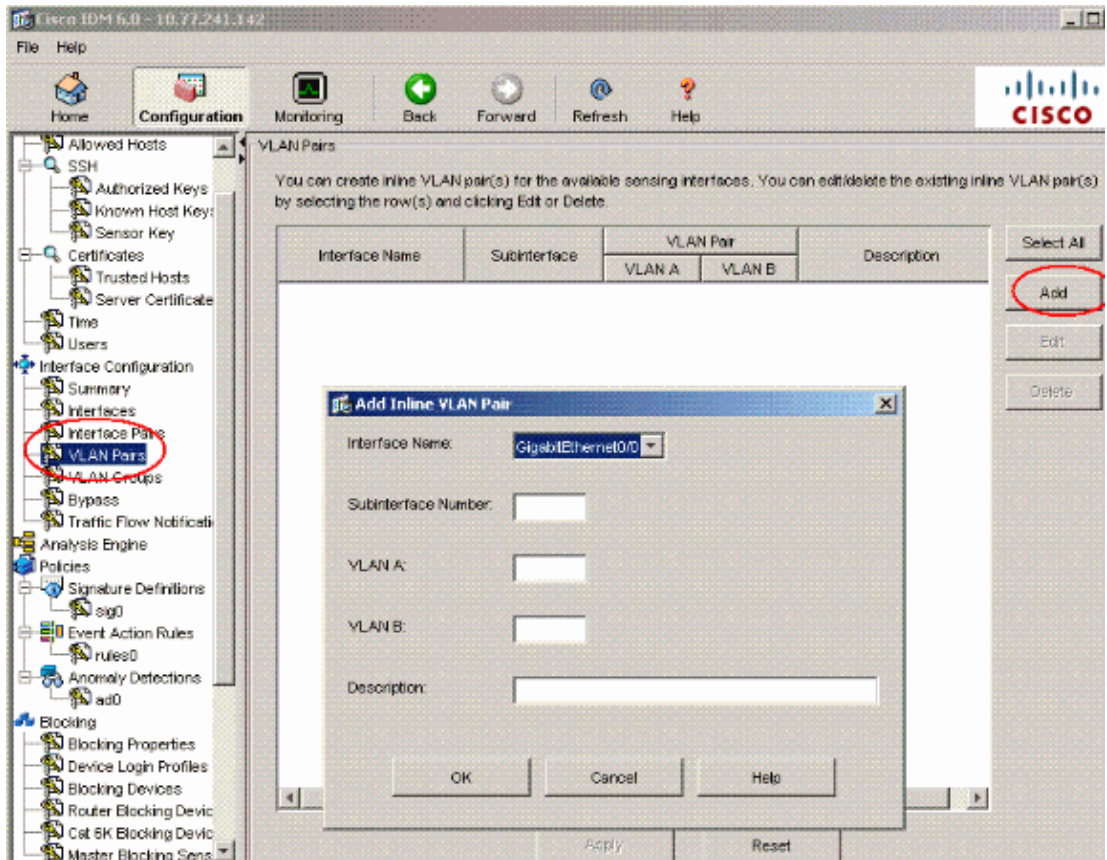 Cisco IDM 6.0 - 10.77.241.142
File Help
Home Configuration Monitoring Back Forward Refresh Help
CISCO
Allowed Hosts
SSH
Authorized Keys
Known Host Key:
Sensor Key
Certificates
Trusted Hosts
Server Certificate
Time
Users
Interface Configuration
Summary
Interfaces
Interface Pairs
VLAN Pairs
VLAN Groups
Bypass
Traffic Flow Notificati
Analysis Engine
Policies
Signature Definitions
sig0
Event Action Rules
rules0
Anomaly Detections
ad0
Blocking
Blocking Properties
Device Login Profiles
Blocking Devices
Router Blocking Devic
Cat 6K Blocking Devic
Master Blocking Sens
VLAN Pairs
You can create inline VLAN pair(s) for the available sensing interfaces. You can edit/delete the existing inline VLAN pair(s)
by selecting the row(s) and clicking Edit or Delete.
Interface Name Subinterface VLAN Pair Description
VLAN A VLAN B
Select All
Add
Edit
Delete
Add Inline VLAN Pair
Interface Name: GigabitEthernet0/0
Subinterface Number:
VLAN A:
VLAN B:
Description:
OK Cancel Help
Apply Reset